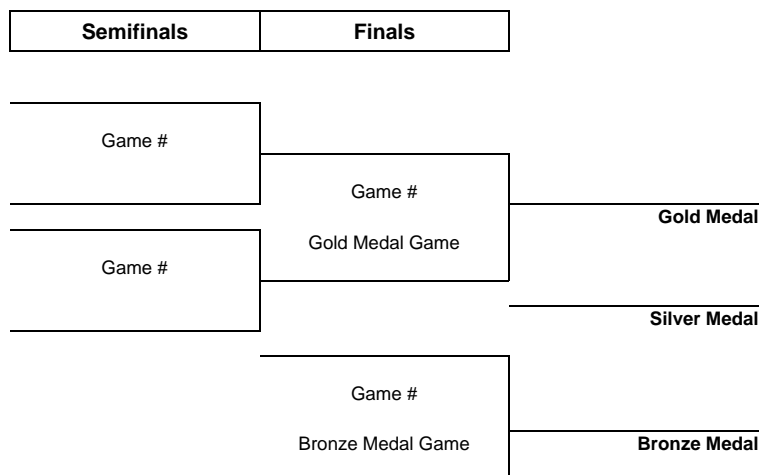 Semifinals
Finals
Game #
Game #
Gold Medal Game
Gold Medal
Game #
Silver Medal
Game #
Bronze Medal Game
Bronze Medal